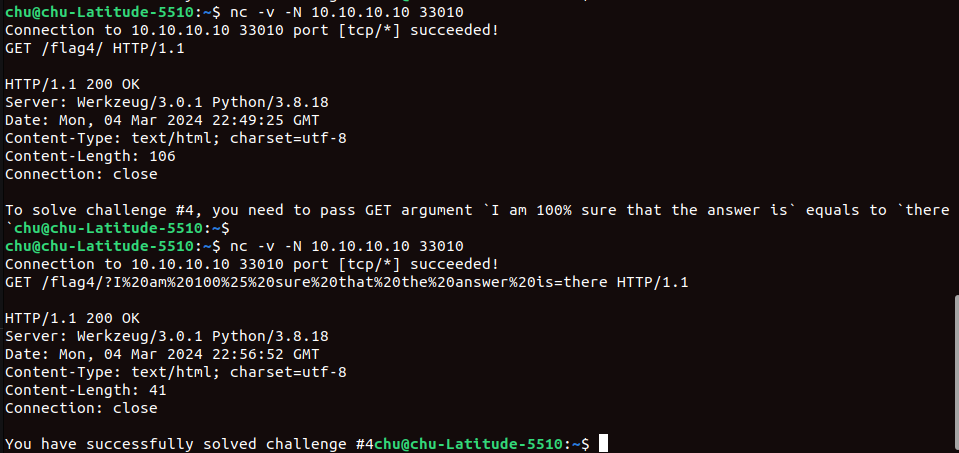 chu@chu-Latitude-5510:~$ nc -v -N 10.10.10.10 33010
Connection to 10.10.10.10 33010 port [tcp/*] succeeded!
GET /flag4/ HTTP/1.1
HTTP/1.1 200 OK
Server: Werkzeug/3.0.1 Python/3.8.18
Date: Mon, 04 Mar 2024 22:49:25 GMT
Content-Type: text/html; charset=utf-8
Content-Length: 106
Connection: close
To solve challenge #4, you need to pass GET argument `I am 100% sure that the answer is` equals to `there
`chu@chu-Latitude-5510:~$
chu@chu-Latitude-5510:~$ nc -v -N 10.10.10.10 33010
Connection to 10.10.10.10 33010 port [tcp/*] succeeded!
GET /flag4/?I%20am%20100%25%20sure%20that%20the%20answer%20is=there HTTP/1.1
HTTP/1.1 200 OK
Server: Werkzeug/3.0.1 Python/3.8.18
Date: Mon, 04 Mar 2024 22:56:52 GMT
Content-Type: text/html; charset=utf-8
Content-Length: 41
Connection: close
You have successfully solved challenge #4chu@chu-Latitude-5510:~$